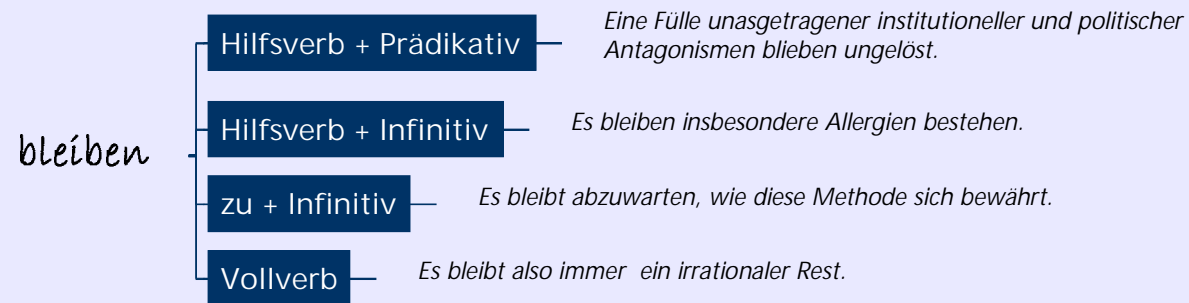 bleiben
Hilfsverb + Prädikativ
Eine Fülle unasgetragener institutioneller und politischer
Antagonismen blieben ungelöst.
Hilfsverb + Infinitiv
Es bleiben insbesondere Allergien bestehen.
zu + Infinitiv
Es bleibt abzuwarten, wie diese Methode sich bewährt.
Vollverb
Es bleibt also immer ein irrationaler Rest.